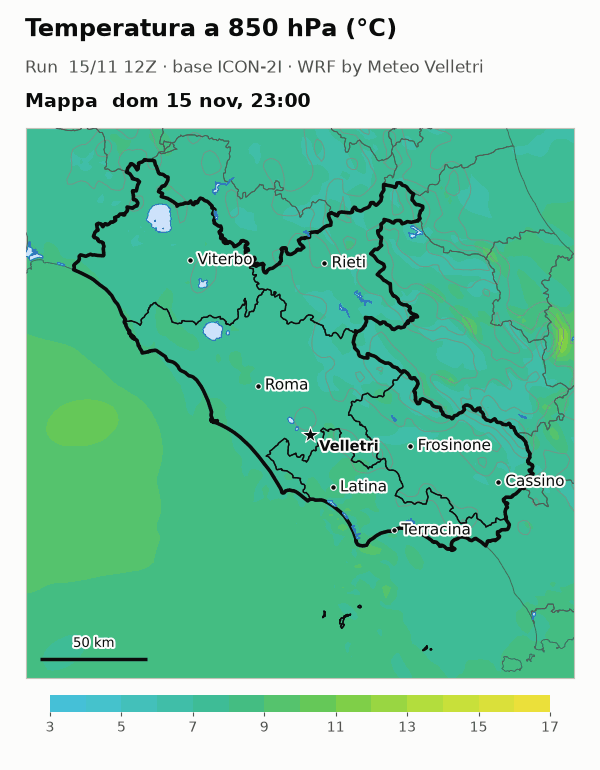 Temperatura a 850 hPa (°C)
Run 15/11 12Z · base ICON-2I · WRF by Meteo Velletri
Mappa dom 15 nov, 23:00
Viterbo
Rieti
Roma
Velletri
Frosinone
Latina
Cassino
Terracina
50 km
3 5 7 9 11 13 15 17